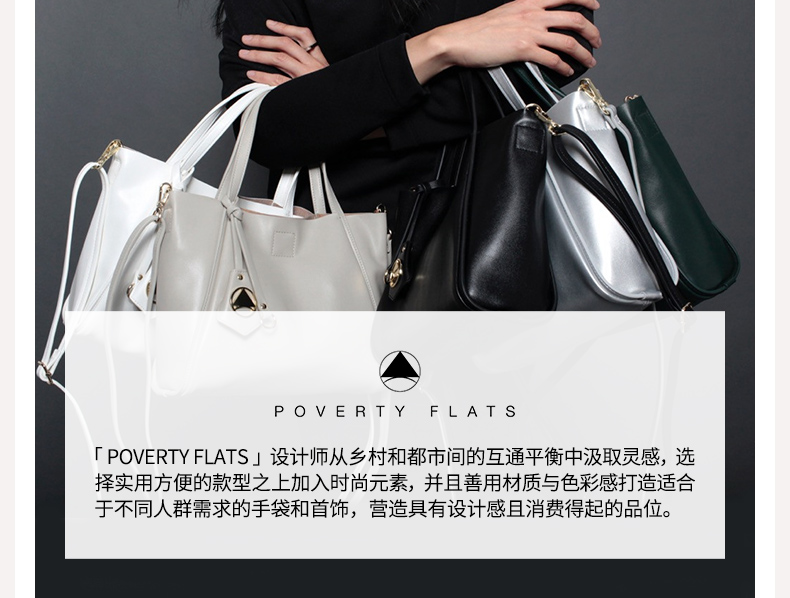 POVERTY FLATS
「 POVERTY FLATS 」设计师从乡村和都市间的互通平衡中汲取灵感，选
择实用方便的款型之上加入时尚元素，并且善用材质与色彩感打造适合
于不同人群需求的手袋和首饰，营造具有设计感且消费得起的品位。